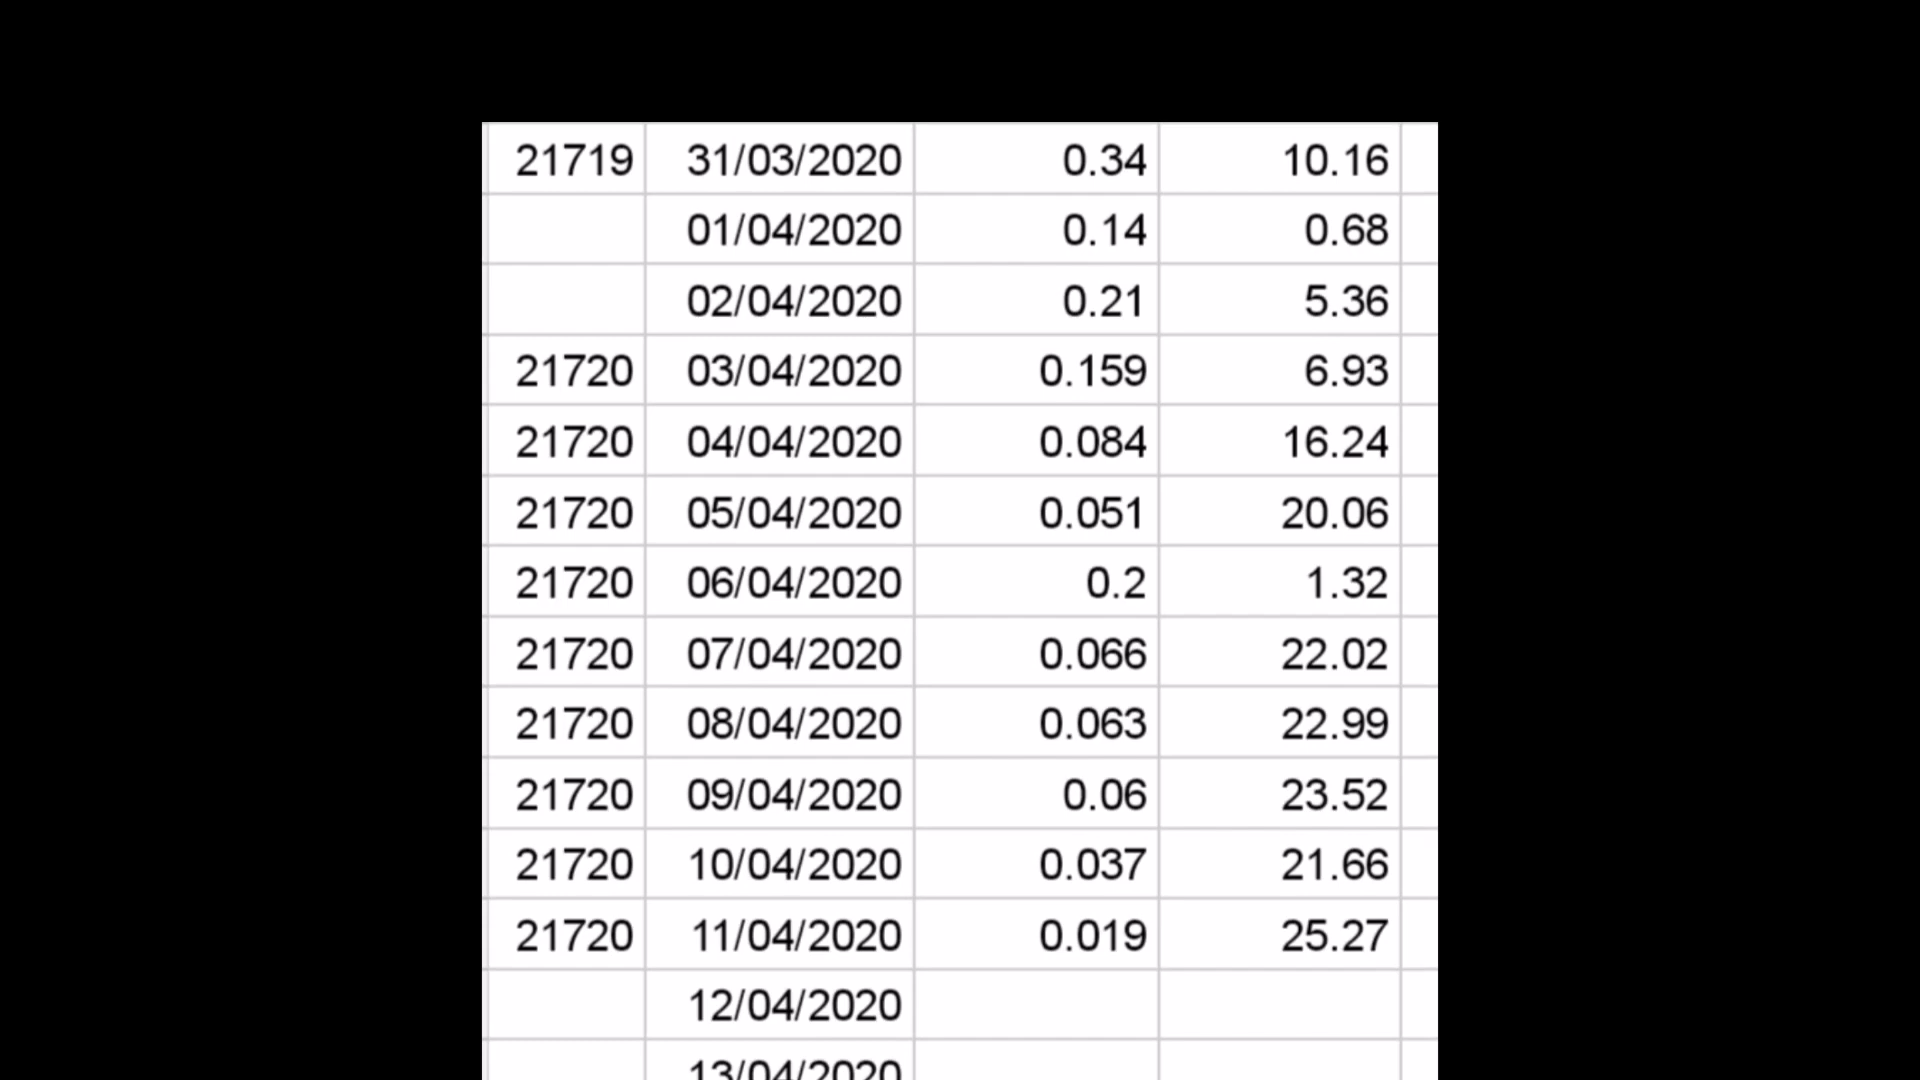 21719 31/03/2020 0.34 10.16
01/04/2020 0.14 0.68
02/04/2020 0.21 5.36
21720 03/04/2020 0.159 6.93
21720 04/04/2020 0.084 16.24
21720 05/04/2020 0.051 20.06
21720 06/04/2020 0.2 1.32
21720 07/04/2020 0.066 22.02
21720 08/04/2020 0.063 22.99
21720 09/04/2020 0.06 23.52
21720 10/04/2020 0.037 21.66
21720 11/04/2020 0.019 25.27
12/04/2020
13/04/2020